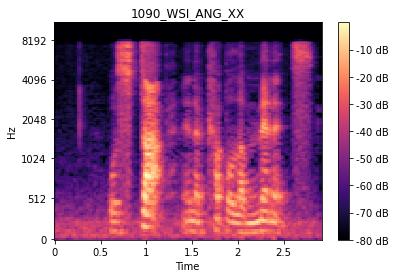 1090_WSI_ANG_XX
8192
4096
2048
1024
512
0
Hz
0
0.5
1
1.5
2
2.5
Time
-10 dB
-20 dB
-30 dB
-40 dB
-50 dB
-60 dB
-70 dB
-80 dB